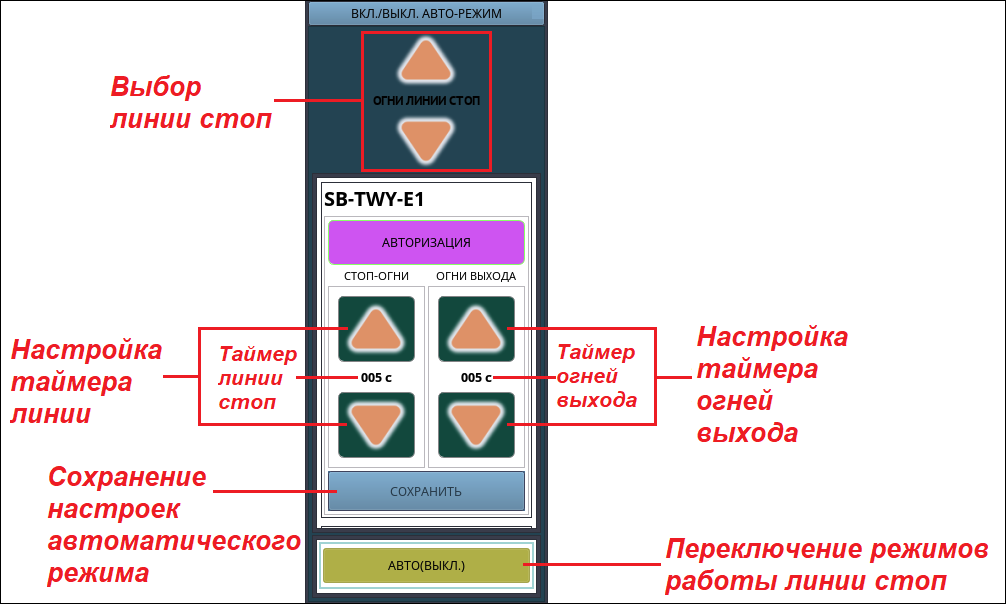 ВКЛ./ВЫКЛ. АВТО-РЕЖИМ
Выбор
линии стоп
ОГНИ ЛИНИИ СТОП
SB-TWY-E1
АВТОРИЗАЦИЯ
СТОП-ОГНИ
ОГНИ ВЫХОДА
Настройка
таймера
линии
Таймер
линии
стоп
005 с
005 с
Таймер
огней
выхода
Настройка
таймера
огней
выхода
Сохранение
настроек
автоматического
режима
СОХРАНИТЬ
АВТО(ВЫКЛ.)
Переключение режимов
работы линии стоп